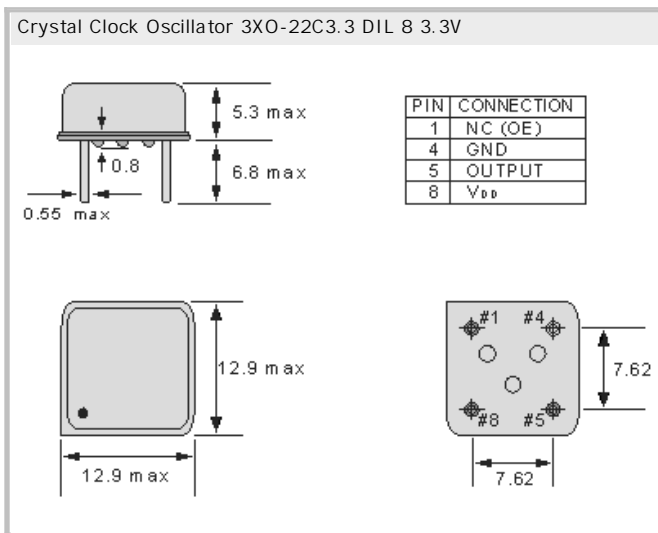 Crystal Clock Oscillator 3XO-22C3.3 DIL 8 3.3V
5.3 max
0.8
6.8 max
0.55 max
PIN CONNECTION
1 NC (OE)
4 GND
5 OUTPUT
8 VDD
12.9 max
12.9 max
#1 #4
7.62
#8 #5
7.62